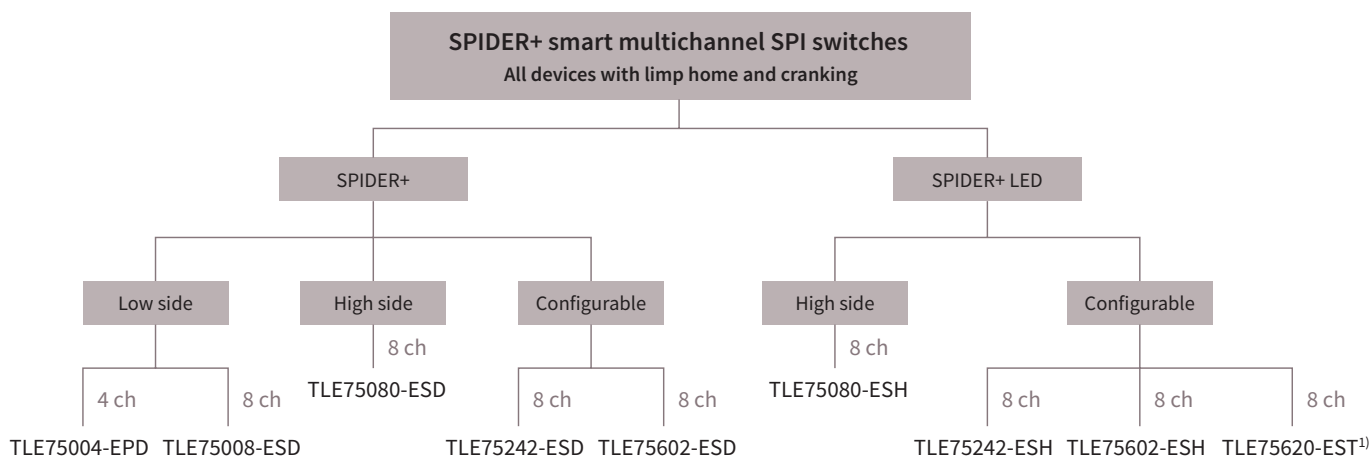 SPIDER+ smart multichannel SPI switches
All devices with limp home and cranking
SPIDER+
SPIDER+ LED
Low side
High side
Configurable
High side
Configurable
8 ch
8 ch
TLE75080-ESD
TLE75080-ESH
4 ch
8 ch
8 ch
8 ch
8 ch
8 ch
8 ch
TLE75004-EPD
TLE75008-ESD
TLE75242-ESD
TLE75602-ESD
TLE75242-ESH
TLE75602-ESH
TLE75620-EST1)